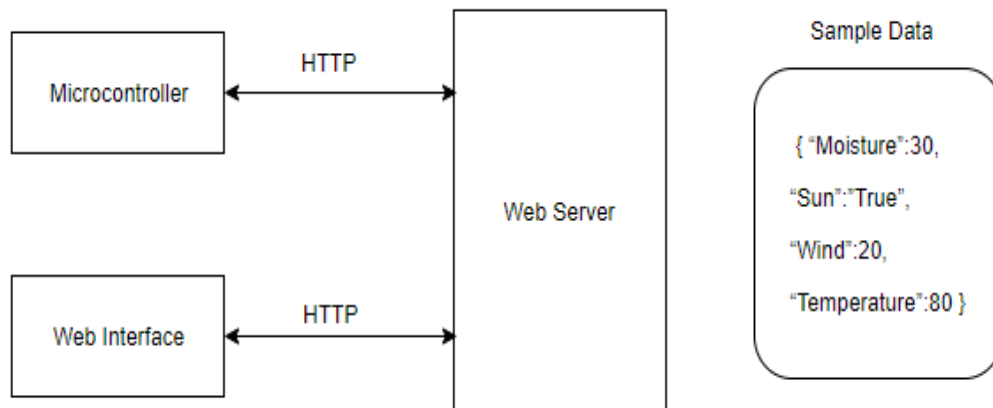 Sample Data
HTTP
Microcontroller
{ “Moisture”:30,
“Sun”:”True”,
Web Server
“Wind”:20,
“Temperature”:80 }
HTTP
Web Interface